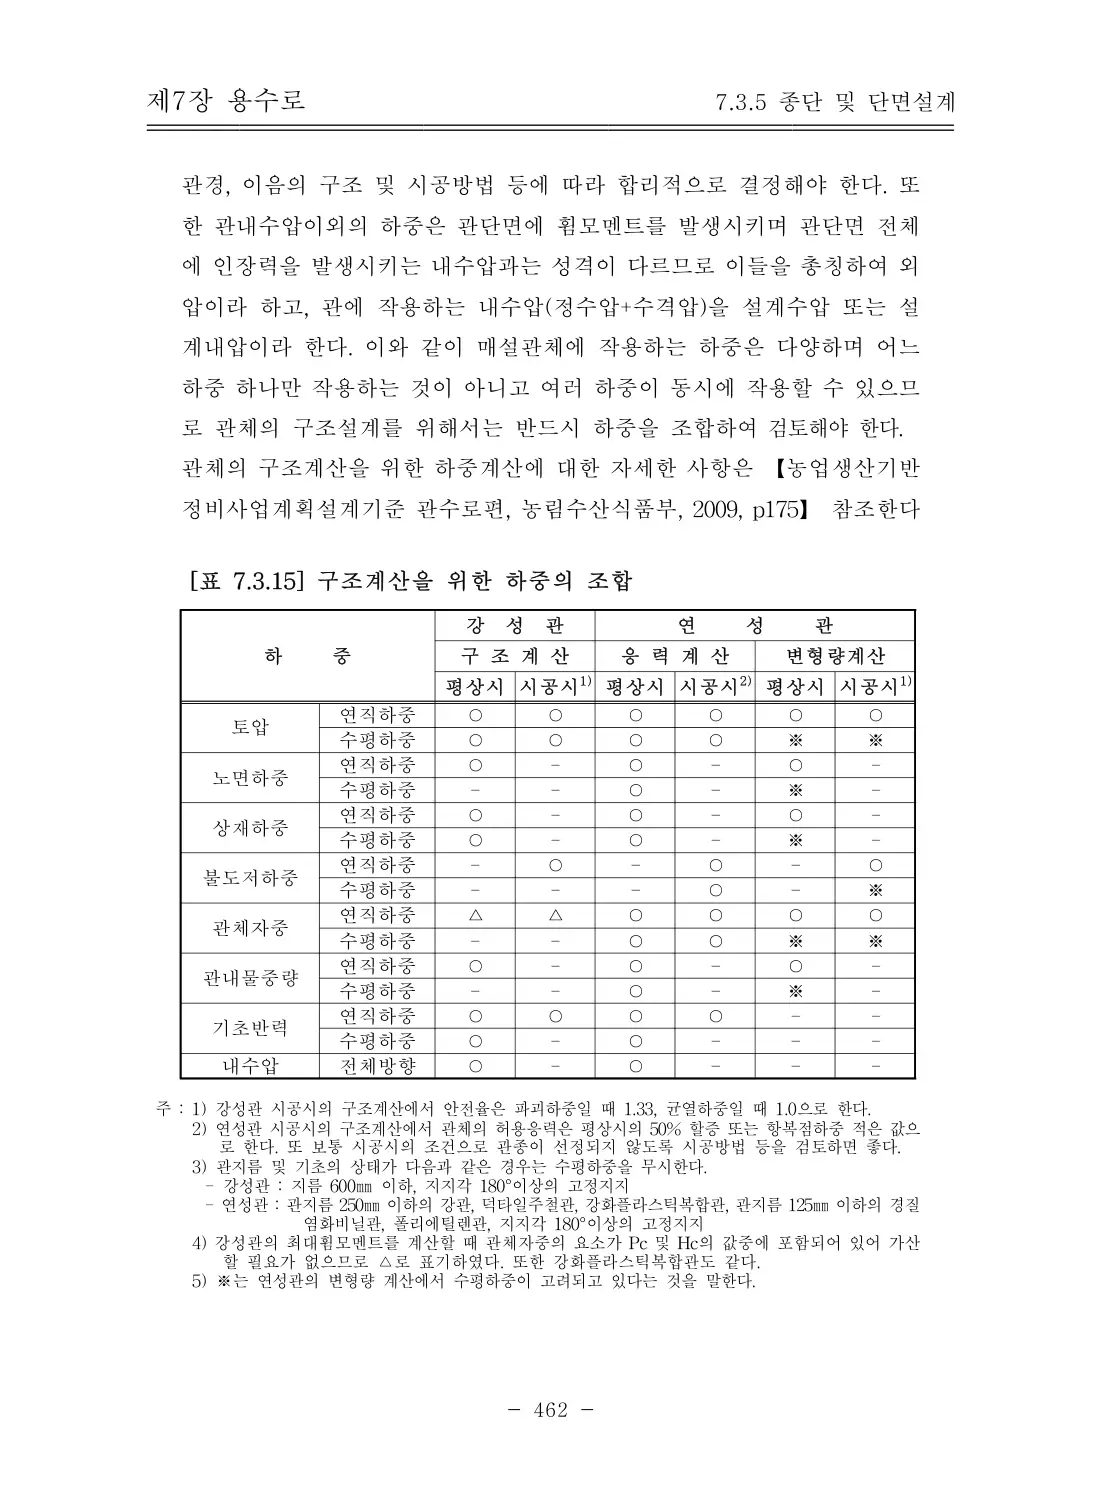 제7장 용수로
7.3.5 종단 및 단면설계
관경, 이음의 구조 및 시공방법 등에 따라 합리적으로 결정해야 한다. 또
한 관내수압이외의 하중은 관단면에 휨모멘트를 발생시키며 관단면 전체
에 인장력을 발생시키는 내수압과는 성격이 다르므로 이들을 총칭하여 외
압이라 하고, 관에 작용하는 내수압(정수압+수격압)을 설계수압 또는 설
계내압이라 한다. 이와 같이 매설관체에 작용하는 하중은 다양하며 어느
하중 하나만 작용하는 것이 아니고 여러 하중이 동시에 작용할 수 있으므
로 관체의 구조설계를 위해서는 반드시 하중을 조합하여 검토해야 한다.
관체의 구조계산을 위한 하중계산에 대한 자세한 사항은 【농업생산기반
정비사업계획설계기준 관수로편, 농림수산식품부, 2009, p175】 참조한다
[표 7.3.15] 구조계산을 위한 하중의 조합
하 중 강 성 관 연 성 관
구 조 계 산 응 력 계 산 변형량계산
평상시 시공시1) 평상시 시공시2) 평상시 시공시1)
토압 연직하중 ○ ○ ○ ○ ○ ○
수평하중 ○ ○ ○ ○ ※ ※
노면하중 연직하중 ○ - ○ - ○ -
수평하중 - - ○ - ※ -
상재하중 연직하중 ○ - ○ - ○ -
수평하중 ○ - ○ - ※ -
불도저하중 연직하중 - ○ - ○ - ○
수평하중 - - - ○ - ※
관체자중 연직하중 △ △ ○ ○ ○ ○
수평하중 - - ○ ○ ※ ※
관내물중량 연직하중 ○ - ○ - ○ -
수평하중 - - ○ - ※ -
기초반력 연직하중 ○ ○ ○ ○ - -
수평하중 ○ - ○ - - -
내수압 전체방향 ○ - ○ - - -
주 : 1) 강성관 시공시의 구조계산에서 안전율은 파괴하중일 때 1.33, 균열하중일 때 1.0으로 한다.
2) 연성관 시공시의 구조계산에서 관체의 허용응력은 평상시의 50% 할증 또는 항복점하중 적은 값으
로 한다. 또 보통 시공시의 조건으로 관종이 선정되지 않도록 시공방법 등을 검토하면 좋다.
3) 관지름 및 기초의 상태가 다음과 같은 경우는 수평하중을 무시한다.
- 강성관 : 지름 600㎜ 이하, 지지각 180°이상의 고정지지
- 연성관 : 관지름 250㎜ 이하의 강관, 덕타일주철관, 강화플라스틱복합관, 관지름 125㎜ 이하의 경질
염화비닐관, 폴리에틸렌관, 지지각 180°이상의 고정지지
4) 강성관의 최대휨모멘트를 계산할 때 관체자중의 요소가 Pc 및 Hc의 값중에 포함되어 있어 가산
할 필요가 없으므로 △로 표기하였다. 또한 강화플라스틱복합관도 같다.
5) ※는 연성관의 변형량 계산에서 수평하중이 고려되고 있다는 것을 말한다.
- 462 -